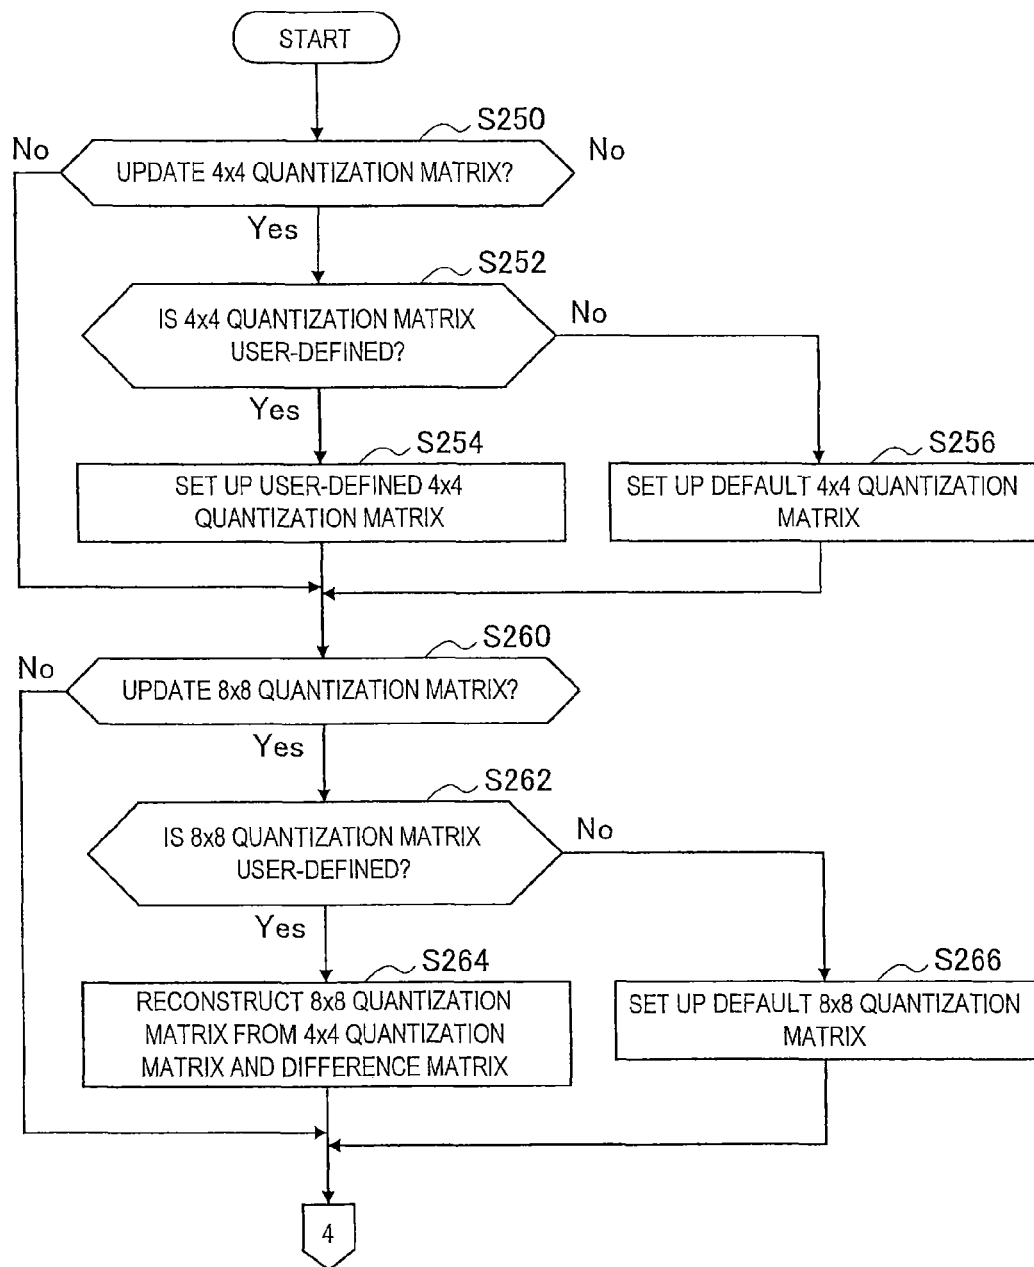 START
S250
No
UPDATE 4x4 QUANTIZATION MATRIX?
No
Yes
S252
IS 4x4 QUANTIZATION MATRIX
USER-DEFINED?
No
Yes
S254
S256
SET UP USER-DEFINED 4x4
QUANTIZATION MATRIX
SET UP DEFAULT 4x4 QUANTIZATION
MATRIX
S260
No
UPDATE 8x8 QUANTIZATION MATRIX?
Yes
S262
IS 8x8 QUANTIZATION MATRIX
USER-DEFINED?
No
Yes
S264
S266
RECONSTRUCT 8x8 QUANTIZATION
MATRIX FROM 4x4 QUANTIZATION
MATRIX AND DIFFERENCE MATRIX
SET UP DEFAULT 8x8 QUANTIZATION
MATRIX
4